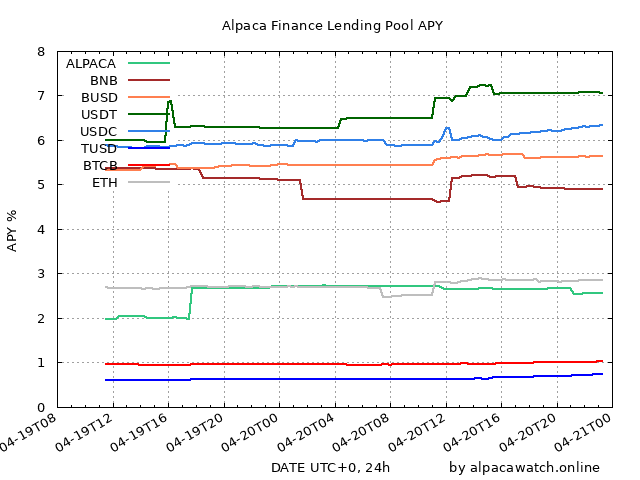 Alpaca Finance Lending Pool APY
8
7
6
5
4
3
2
1
0
APY %
ALPACA
BNB
BUSD
USDT
USDC
TUSD
BTCB
ETH
04-19T08
04-19T12
04-19T16
04-19T20
04-20T00
04-20T04
04-20T08
04-20T12
04-20T16
04-20T20
04-21T00
DATE UTC+0, 24h
by alpacawatch.online